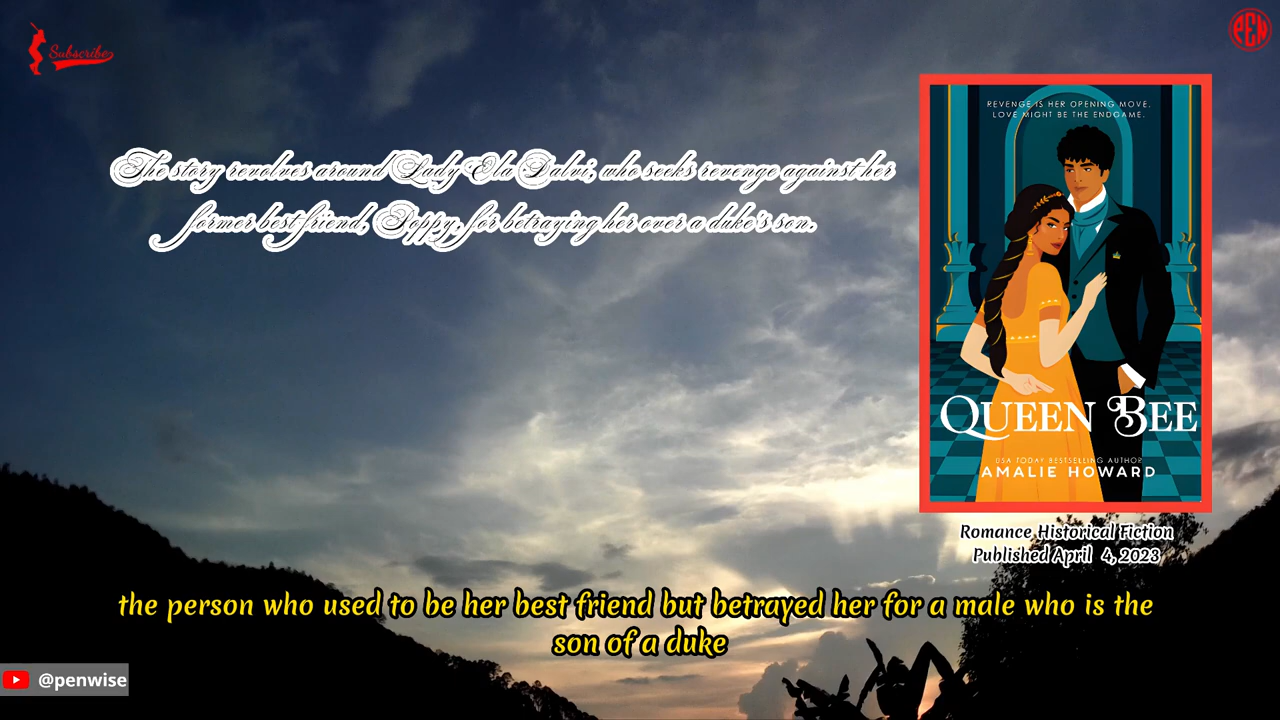 Subscribe
PEN
The story revolves around Lady Ela Dalvi, who seeks revenge against her
former best friend, Poppy, for betraying her over a duke's son.
REVENGE IS HER OPENING MOVE.
LOVE MIGHT BE THE ENDGAME.
QUEEN BEE
USA TODAY BESTSELLING AUTHOR
AMALIE HOWARD
Romance Historical Fiction
Published April 4, 2023
the person who used to be her best friend but betrayed her for a male who is the
son of a duke
@penwise